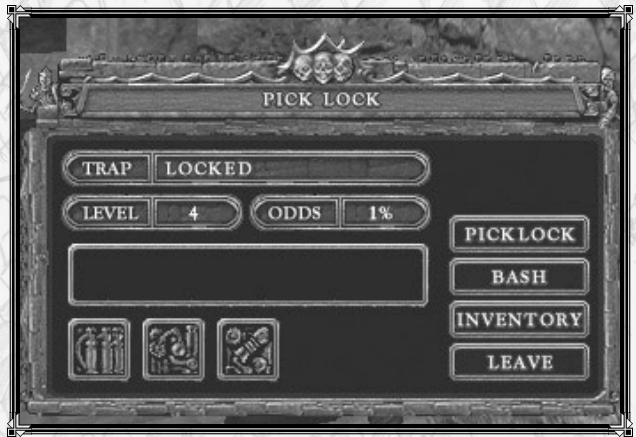 PICK LOCK
TRAP LOCKED
LEVEL 4 ODDS 1%
PICKLOCK
BASH
INVENTORY
LEAVE